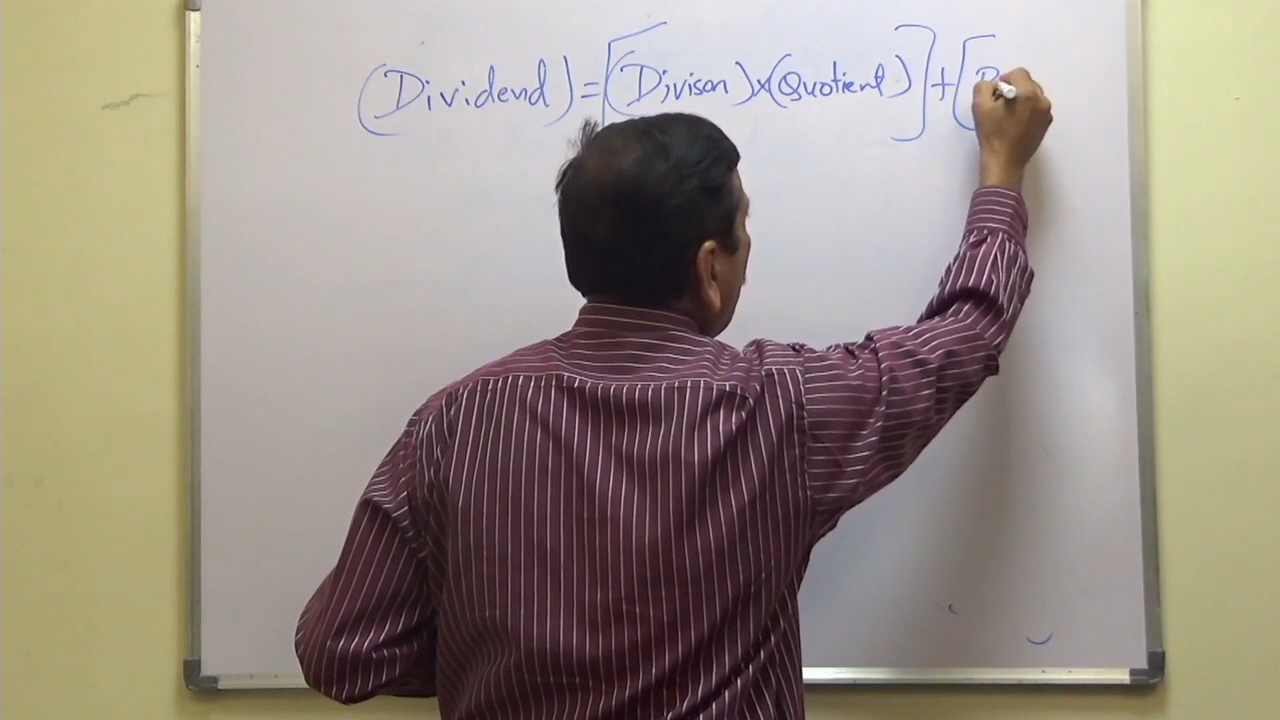 (Dividend) = [(Divison) × (Quotient)] + [R